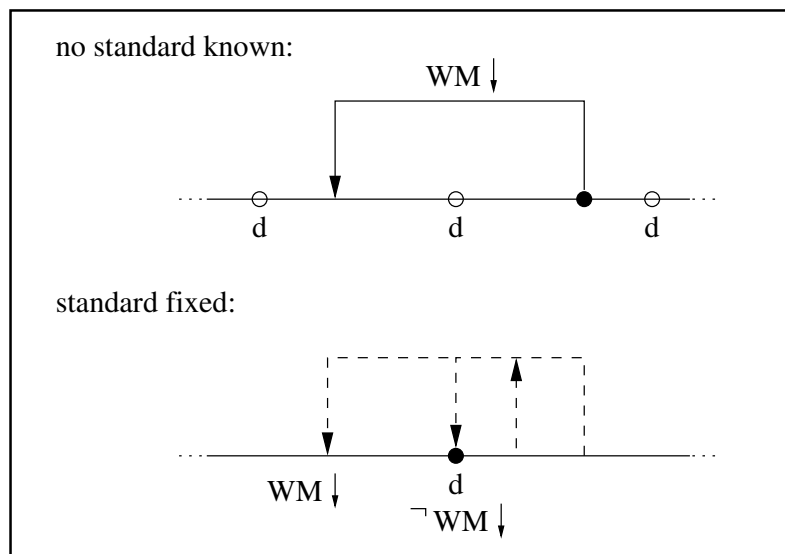 no standard known:
WM ↓
d d d
standard fixed:
WM ↓ d
¬ WM ↓